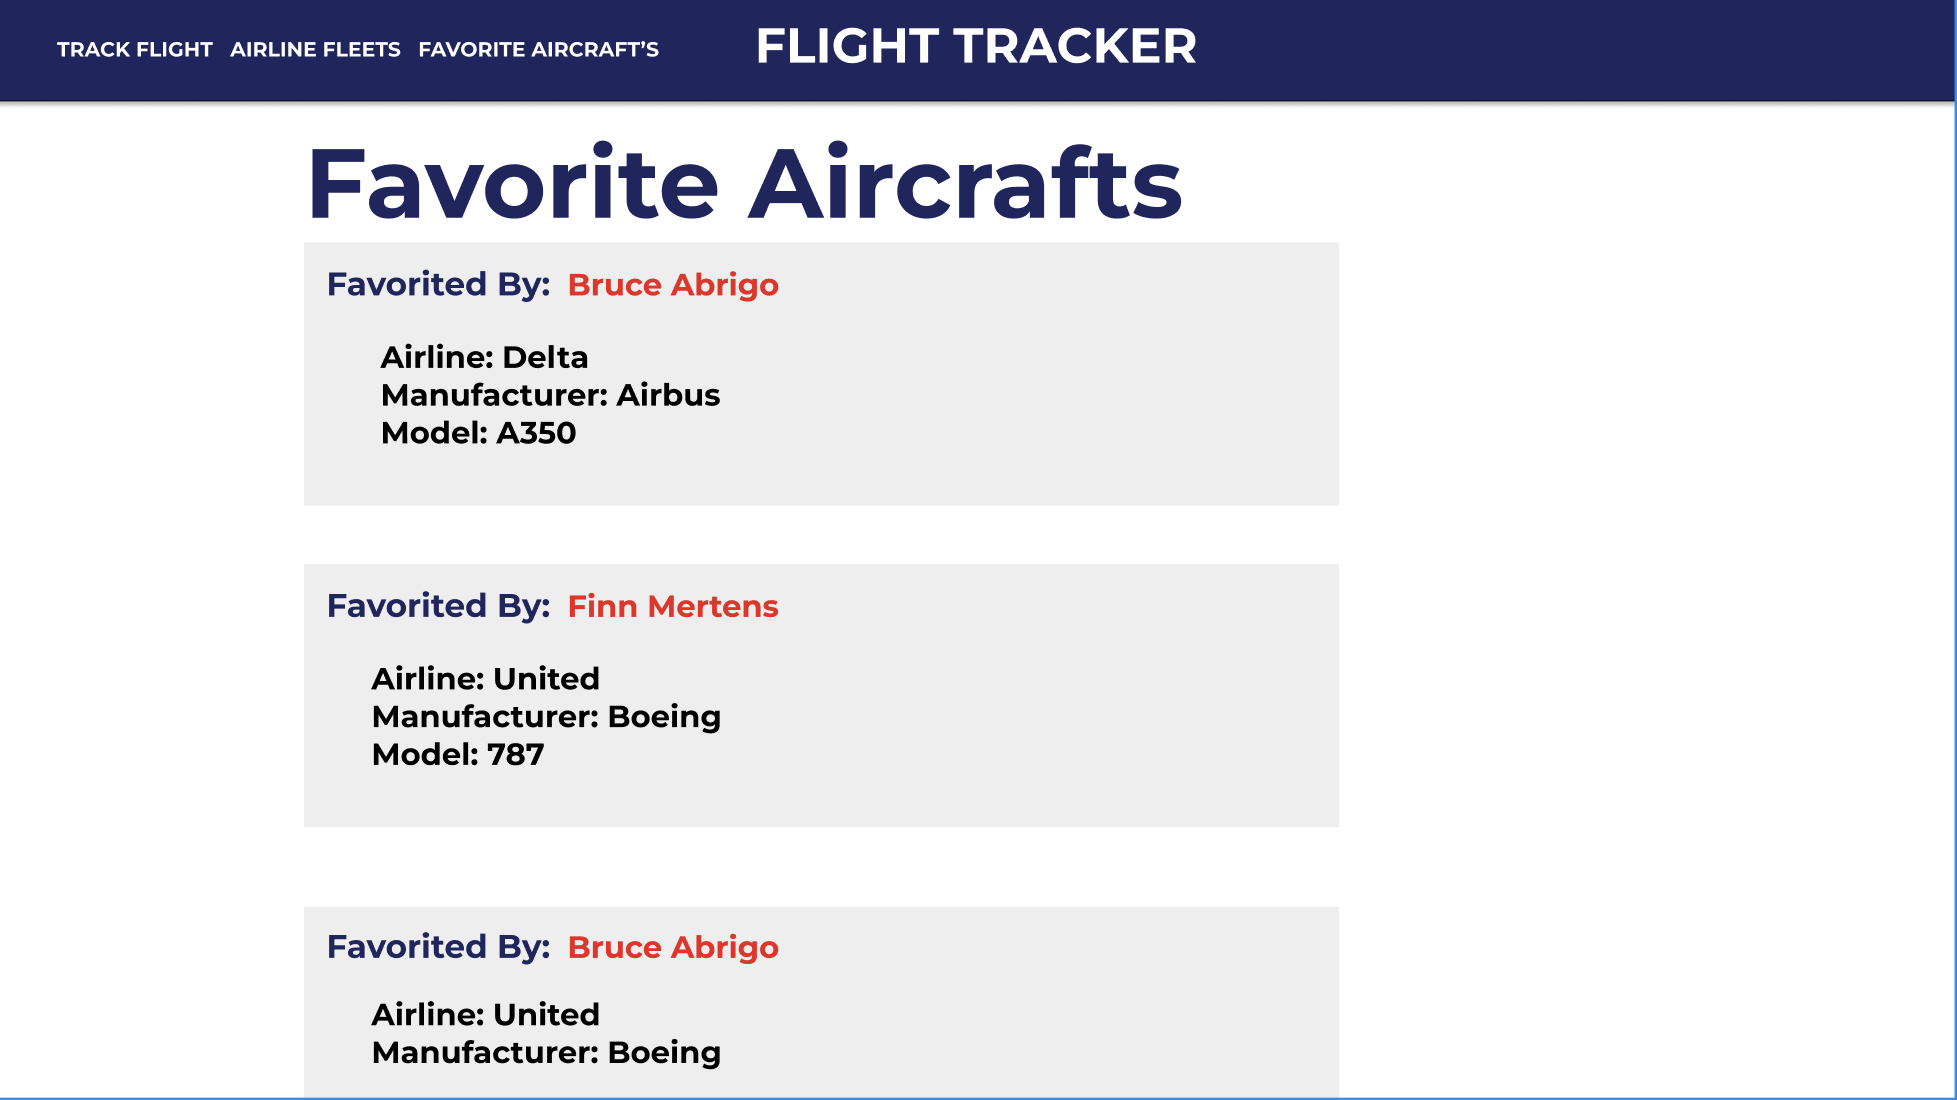 TRACK FLIGHT AIRLINE FLEETS FAVORITE AIRCRAFT’S FLIGHT TRACKER
Favorite Aircrafts
Favorited By: Bruce Abrigo
Airline: Delta
Manufacturer: Airbus
Model: A350
Favorited By: Finn Mertens
Airline: United
Manufacturer: Boeing
Model: 787
Favorited By: Bruce Abrigo
Airline: United
Manufacturer: Boeing